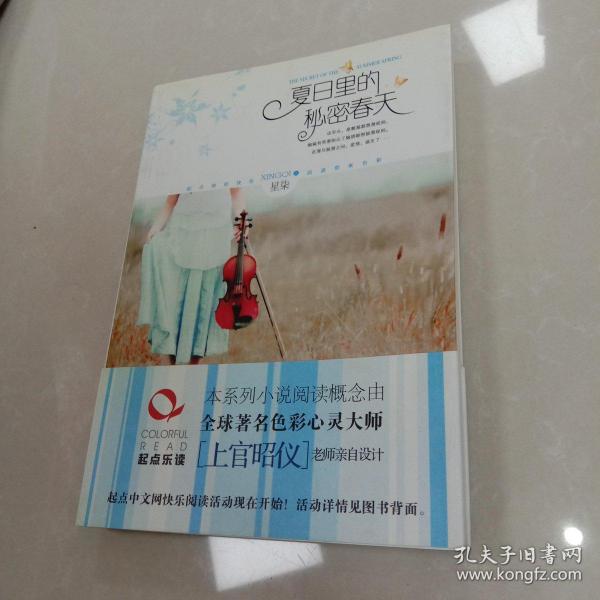 THE SECRET OF THE SUMMER SPRING
夏日里的
秘密春天
XINGQI
星柒
COLORFUL
READ
起点乐读
本系列小说阅读概念由
全球著名色彩心灵大师
[上官昭仪]老师亲自设计
起点中文网快乐阅读活动现在开始！活动详情见图书背面。
孔夫子旧书网
www.kongfz.com